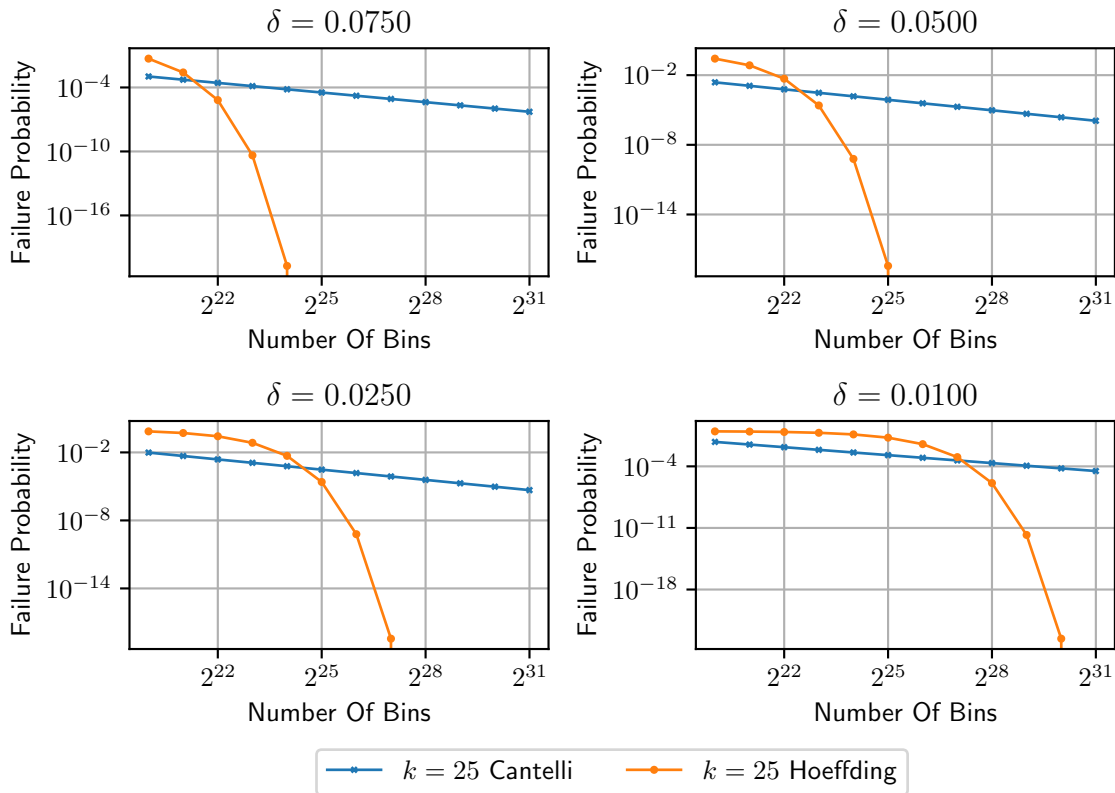 δ = 0.0750
Failure Probability
10^−4
10^−10
10^−16
2^22 2^25 2^28 2^31
Number Of Bins
δ = 0.0500
Failure Probability
10^−2
10^−8
10^−14
2^22 2^25 2^28 2^31
Number Of Bins
δ = 0.0250
Failure Probability
10^−2
10^−8
10^−14
2^22 2^25 2^28 2^31
Number Of Bins
δ = 0.0100
Failure Probability
10^−4
10^−11
10^−18
2^22 2^25 2^28 2^31
Number Of Bins
k = 25 Cantelli k = 25 Hoeffding